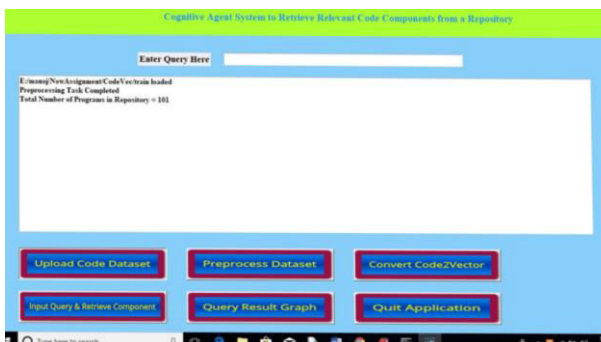 Cognitive Agent System to Retrieve Relevant Code Components from a Repository
Enter Query Here
E:/manoj/NewAssignment/CodeVec/train loaded
Preprocessing Task Completed
Total Number of Programs in Repository = 101
Upload Code Dataset
Preprocess Dataset
Convert Code2Vector
Input Query & Retrieve Component
Query Result Graph
Quit Application
Type here to search